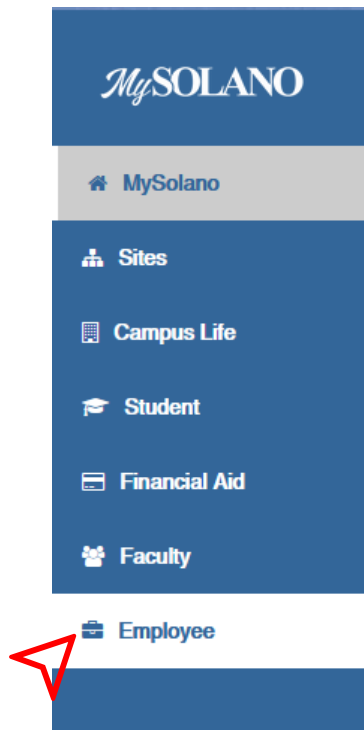 MySOLANO
MySolano
Sites
Campus Life
Student
Financial Aid
Faculty
Employee